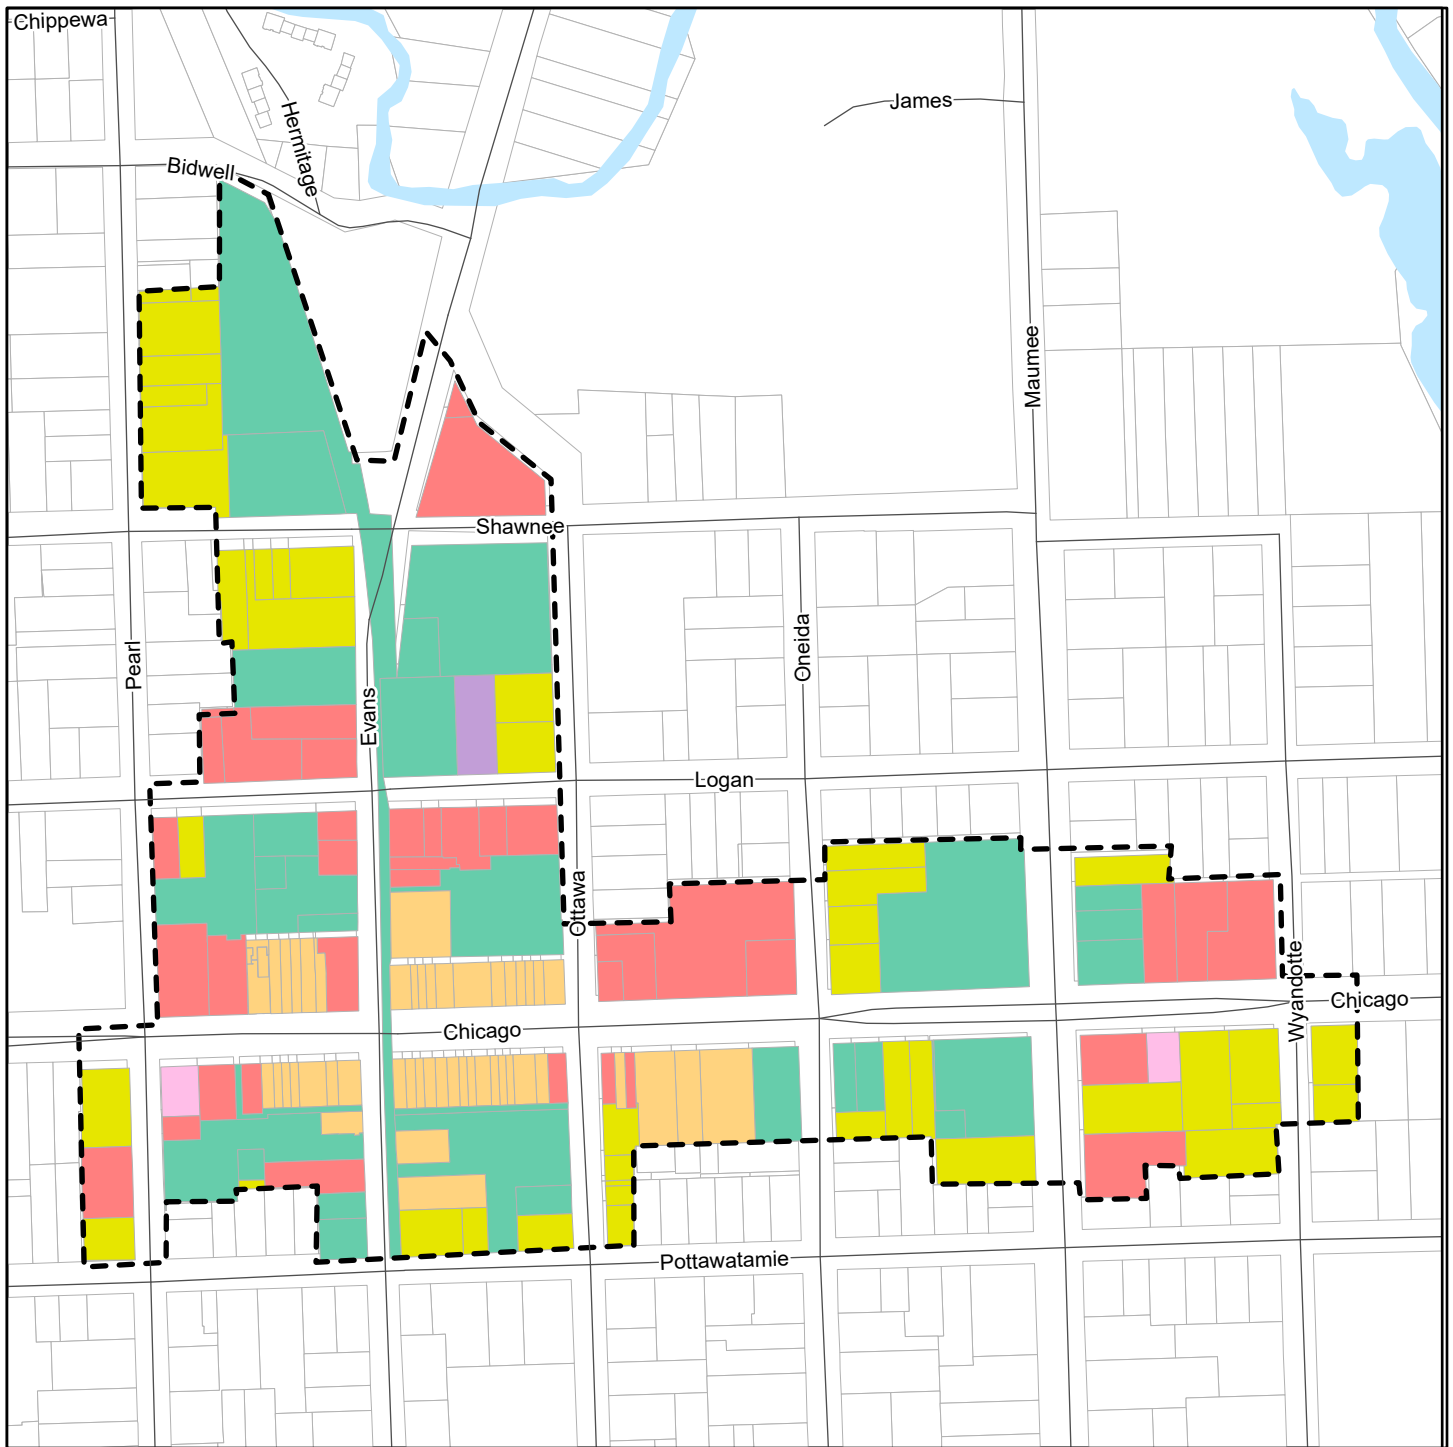 Chippewa
James
Hermitage
Bidwell
Maumee
Shawnee
Pearl
Oneida
Evans
Logan
Ottawa
Wyandotte
Chicago
Chicago
Pottawatamie